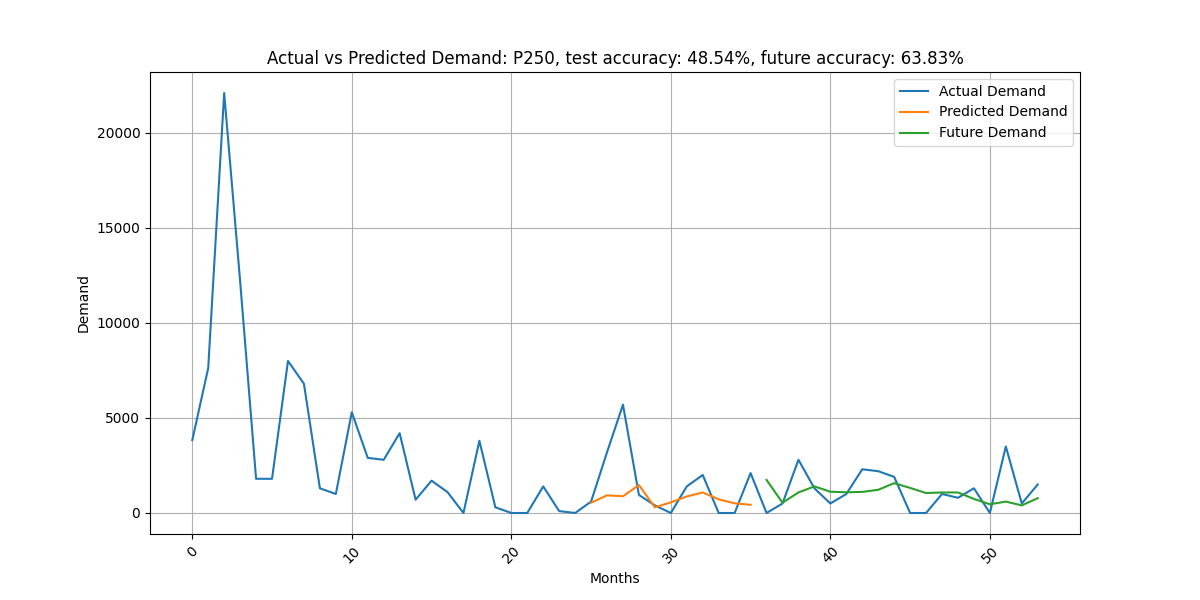 Actual vs Predicted Demand: P250, test accuracy: 48.54%, future accuracy: 63.83%
Actual Demand
Predicted Demand
Future Demand
20000
15000
10000
5000
0
Demand
0
10
20
30
40
50
Months